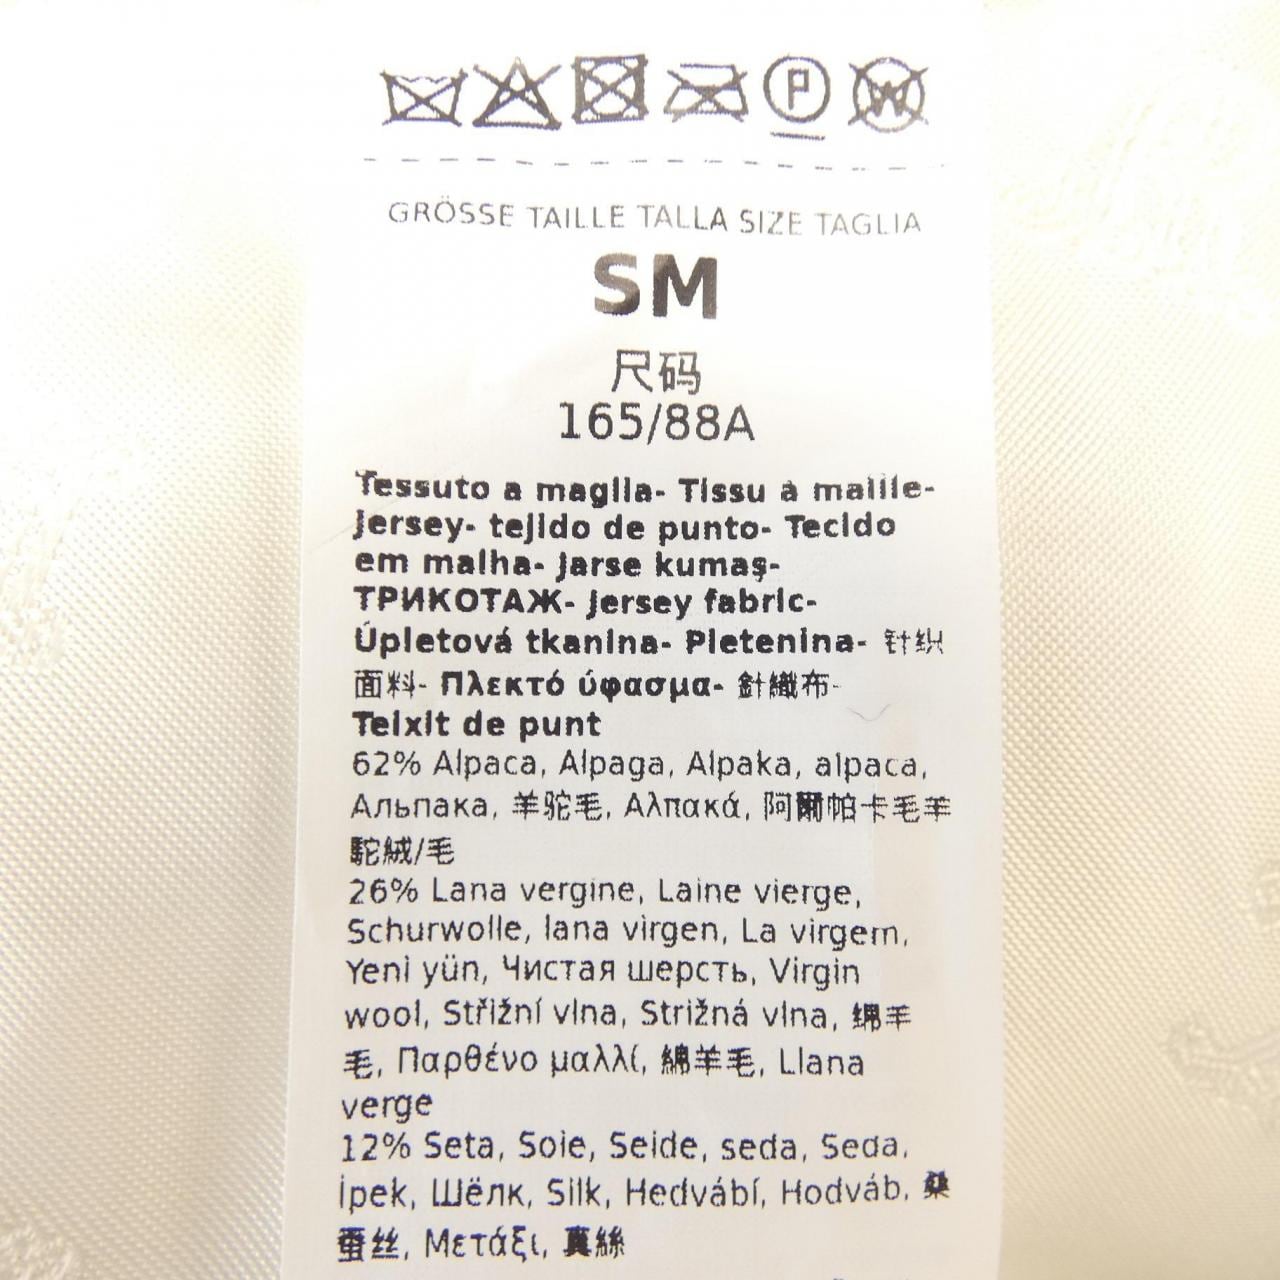 GRÖSSE TAILLE TALLA SIZE TAGLIA
SM
尺码
165/88A
Tessuto a maglia- Tissu à maille-
Jersey- tejido de punto- Tecido
em malha- Jarse kumaş-
ТРИКОТАЖ- Jersey fabric-
Úpletová tkanina- Pletenina- 针织
面料- Πλεκτό ύφασμα- 針織布-
Teixit de punt
62% Alpaca, Alpaga, Alpaka, alpaca,
Альпака, 羊驼毛, Αλπακά, 阿爾帕卡毛羊
駝絨/毛
26% Lana vergine, Laine vierge,
Schurwolle, lana virgen, La virgem,
Yeni yün, Чистая шерсть, Virgin
wool, Střižní vlna, Strižná vlna, 绵羊
毛, Παρθένο μαλλί, 綿羊毛, Llana
verge
12% Seta, Soie, Seide, seda, Seda,
İpek, Шёлк, Silk, Hedvábí, Hodváb, 桑
蚕丝, Μετάξι, 真絲